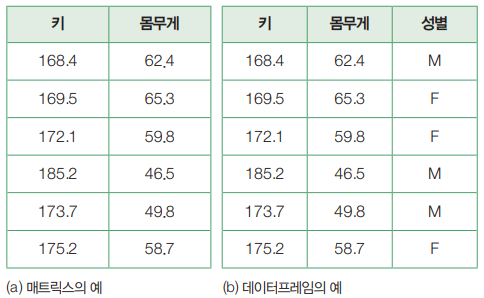 키 몸무게 키 몸무게 성별
168.4 62.4 168.4 62.4 M
169.5 65.3 169.5 65.3 F
172.1 59.8 172.1 59.8 F
185.2 46.5 185.2 46.5 M
173.7 49.8 173.7 49.8 M
175.2 58.7 175.2 58.7 F
(a) 매트릭스의 예 (b) 데이터프레임의 예